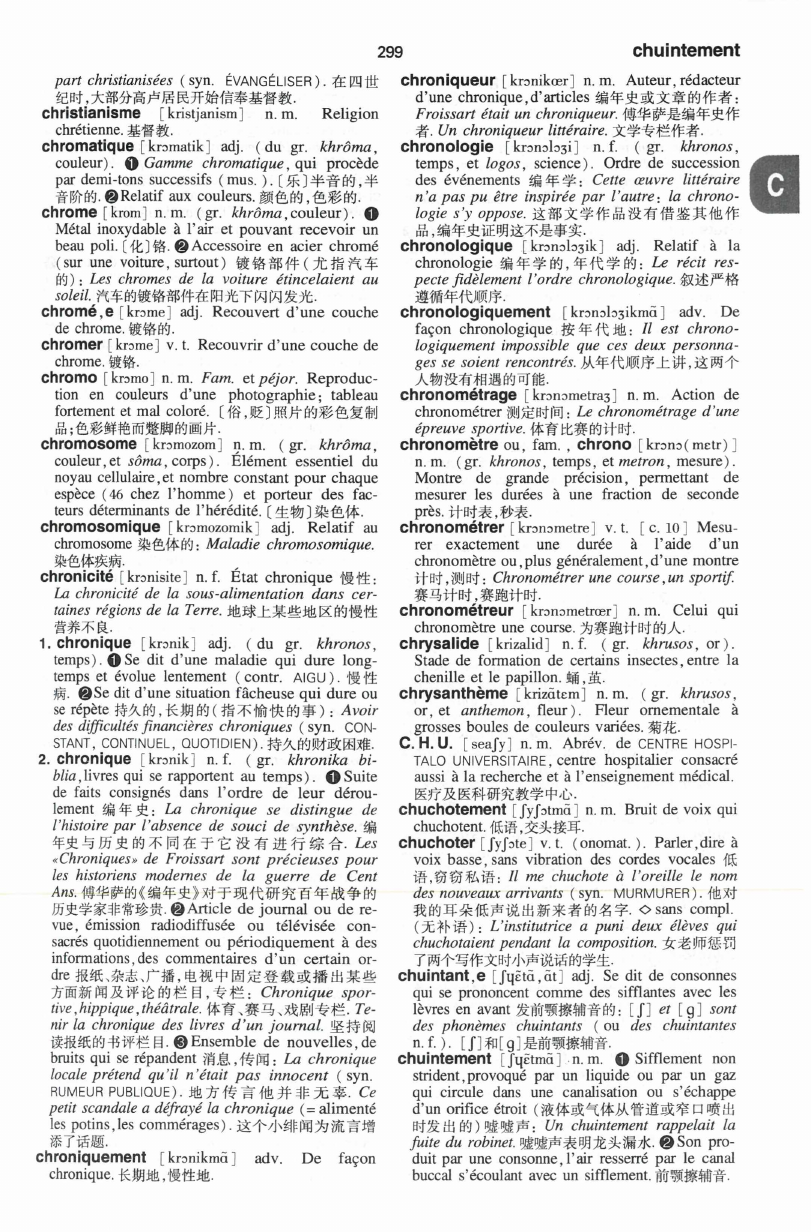 299
chuintement
part christianisées ( syn. ÉVANGÉLISER ). 在四世
纪时,大部分高卢居民开始信奉基督教.
christianisme [ kristjanism ] n. m. Religion
chrétienne. 基督教.
chromatique [ krɔmatik ] adj. ( du gr. khrôma,
couleur ). ❶ Gamme chromatique, qui procède
par demi-tons successifs ( mus. ).〔乐〕半音的,半
音阶的. ❷Relatif aux couleurs. 颜色的,色彩的.
chrome [ krom ] n. m. ( gr. khrôma,couleur ). ❶
Métal inoxydable à l'air et pouvant recevoir un
beau poli.〔化〕铬. ❷Accessoire en acier chromé
( sur une voiture, surtout ) 镀铬部件 ( 尤指汽车
的 ) : Les chromes de la voiture étincelaient au
soleil. 汽车的镀铬部件在阳光下闪闪发光.
chromé,e [ krɔme ] adj. Recouvert d'une couche
de chrome. 镀铬的.
chromer [ krɔme ] v. t. Recouvrir d'une couche de
chrome. 镀铬.
chromo [ krɔmo ] n. m. Fam. et péjor. Reproduc-
tion en couleurs d'une photographie; tableau
fortement et mal coloré.〔俗,贬〕照片的彩色复制
品;色彩鲜艳而蹩脚的画片.
chromosome [ krɔmozom ] n. m. ( gr. khrôma,
couleur,et sôma, corps ). Élément essentiel du
noyau cellulaire,et nombre constant pour chaque
espèce ( 46 chez l'homme ) et porteur des fac-
teurs déterminants de l'hérédité.〔生物〕染色体.
chromosomique [ krɔmozomik ] adj. Relatif au
chromosome 染色体的: Maladie chromosomique.
染色体疾病.
chronicité [ krɔnisite ] n. f. État chronique 慢性:
La chronicité de la sous-alimentation dans cer-
taines régions de la Terre. 地球上某些地区的慢性
营养不良.
1. chronique [ krɔnik ] adj. ( du gr. khronos,
temps ). ❶ Se dit d'une maladie qui dure long-
temps et évolue lentement ( contr. AIGU ). 慢性
病. ❷Se dit d'une situation fâcheuse qui dure ou
se répète 持久的,长期的 ( 指不愉快的事 ) : Avoir
des difficultés financières chroniques ( syn. CON-
STANT, CONTINUEL, QUOTIDIEN ). 持久的财政困难.
2. chronique [ krɔnik ] n. f. ( gr. khronika bi-
blia,livres qui se rapportent au temps ). ❶ Suite
de faits consignés dans l'ordre de leur dérou-
lement 编年史: La chronique se distingue de
l'histoire par l'absence de souci de synthèse. 编
年史与历史的不同在于它没有进行综合. Les
«Chroniques» de Froissart sont précieuses pour
les historiens modernes de la guerre de Cent
Ans. 傅华萨的《编年史》对于现代研究百年战争的
历史学家非常珍贵. ❷ Article de journal ou de re-
vue, émission radiodiffusée ou télévisée con-
sacrés quotidiennement ou périodiquement à des
informations,des commentaires d'un certain or-
dre 报纸、杂志、广播,电视中固定登载或播出某些
方面新闻及评论的栏目,专栏: Chronique spor-
tive,hippique,théâtrale. 体育、赛马、戏剧专栏. Te-
nir la chronique des livres d'un journal. 坚持阅
读报纸的书评栏目. ❸ Ensemble de nouvelles,de
bruits qui se répandent 消息,传闻: La chronique
locale prétend qu'il n'était pas innocent ( syn.
RUMEUR PUBLIQUE ). 地方传言他并非无辜. Ce
petit scandale a défrayé la chronique ( = alimenté
les potins,les commérages ). 这个小绯闻为流言增
添了话题.
chroniquement [ krɔnikmɑ̃ ] adv. De façon
chronique. 长期地,慢性地.
chroniqueur [ krɔnikœr ] n. m. Auteur, rédacteur
d'une chronique,d'articles 编年史或文章的作者:
Froissart était un chroniqueur. 傅华萨是编年史作
者. Un chroniqueur littéraire. 文学专栏作者.
chronologie [ krɔnɔlɔʒi ] n. f. ( gr. khronos,
temps, et logos, science ). Ordre de succession
des événements 编年学: Cette œuvre littéraire
n'a pas pu être inspirée par l'autre; la chrono-
logie s'y oppose. 这部文学作品没有借鉴其他作
品,编年史证明这不是事实.
chronologique [ krɔnɔlɔʒik ] adj. Relatif à la
chronologie 编年学的,年代学的: Le récit res-
pecte fidèlement l'ordre chronologique. 叙述严格
遵循年代顺序.
chronologiquement [ krɔnɔlɔʒikmɑ̃ ] adv. De
façon chronologique 按年代地: Il est chrono-
logiquement impossible que ces deux personna-
ges se soient rencontrés. 从年代顺序上讲,这两个
人物没有相遇的可能.
chronométrage [ krɔnɔmetraʒ ] n. m. Action de
chronométrer 测定时间: Le chronométrage d'une
épreuve sportive. 体育比赛的计时.
chronomètre ou, fam. , chrono [ krɔnɔ( mɛtr) ]
n. m. ( gr. khronos, temps, et metron, mesure ).
Montre de grande précision, permettant de
mesurer les durées à une fraction de seconde
près. 计时表,秒表.
chronométrer [ krɔnɔmetre ] v. t. [ c. 10 ] Mesu-
rer exactement une durée à l'aide d'un
chronomètre ou,plus généralement,d'une montre
计时,测时: Chronométrer une course,un sportif.
赛马计时,赛跑计时.
chronométreur [ krɔnɔmetrœr ] n. m. Celui qui
chronomètre une course. 为赛跑计时的人.
chrysalide [ krizalid ] n. f. ( gr. khrusos, or ).
Stade de formation de certains insectes,entre la
chenille et le papillon. 蛹,茧.
chrysanthème [ krizɑ̃tɛm ] n. m. ( gr. khrusos,
or, et anthemon, fleur ). Fleur ornementale à
grosses boules de couleurs variées. 菊花.
C. H. U. [ seaʃy ] n. m. Abrév. de CENTRE HOSPI-
TALO UNIVERSITAIRE, centre hospitalier consacré
aussi à la recherche et à l'enseignement médical.
医疗及医科研究教学中心.
chuchotement [ ʃyʃɔtmɑ̃ ] n. m. Bruit de voix qui
chuchotent. 低语,交头接耳.
chuchoter [ ʃyʃɔte ] v. t. ( onomat. ). Parler,dire à
voix basse, sans vibration des cordes vocales 低
语,窃窃私语: Il me chuchote à l'oreille le nom
des nouveaux arrivants ( syn. MURMURER ). 他对
我的耳朵低声说出新来者的名字. ◇ sans compl.
( 无补语 ) : L'institutrice a puni deux élèves qui
chuchotaient pendant la composition. 女老师惩罚
了两个写作文时小声说话的学生.
chuintant,e [ ʃɥɛ̃tɑ̃,ɑ̃t ] adj. Se dit de consonnes
qui se prononcent comme des sifflantes avec les
lèvres en avant 发前颚擦辅音的: [ ʃ ] et [ g ] sont
des phonèmes chuintants ( ou des chuintantes
n. f. ). [ ʃ ]和[ g ]是前颚擦辅音.
chuintement [ ʃɥɛ̃tmɑ̃ ] n. m. ❶ Sifflement non
strident,provoqué par un liquide ou par un gaz
qui circule dans une canalisation ou s'échappe
d'un orifice étroit ( 液体或气体从管道或窄口喷出
时发出的 ) 嘘嘘声: Un chuintement rappelait la
fuite du robinet. 嘘嘘声表明龙头漏水. ❷ Son pro-
duit par une consonne,l'air resserré par le canal
buccal s'écoulant avec un sifflement. 前颚擦辅音.
C